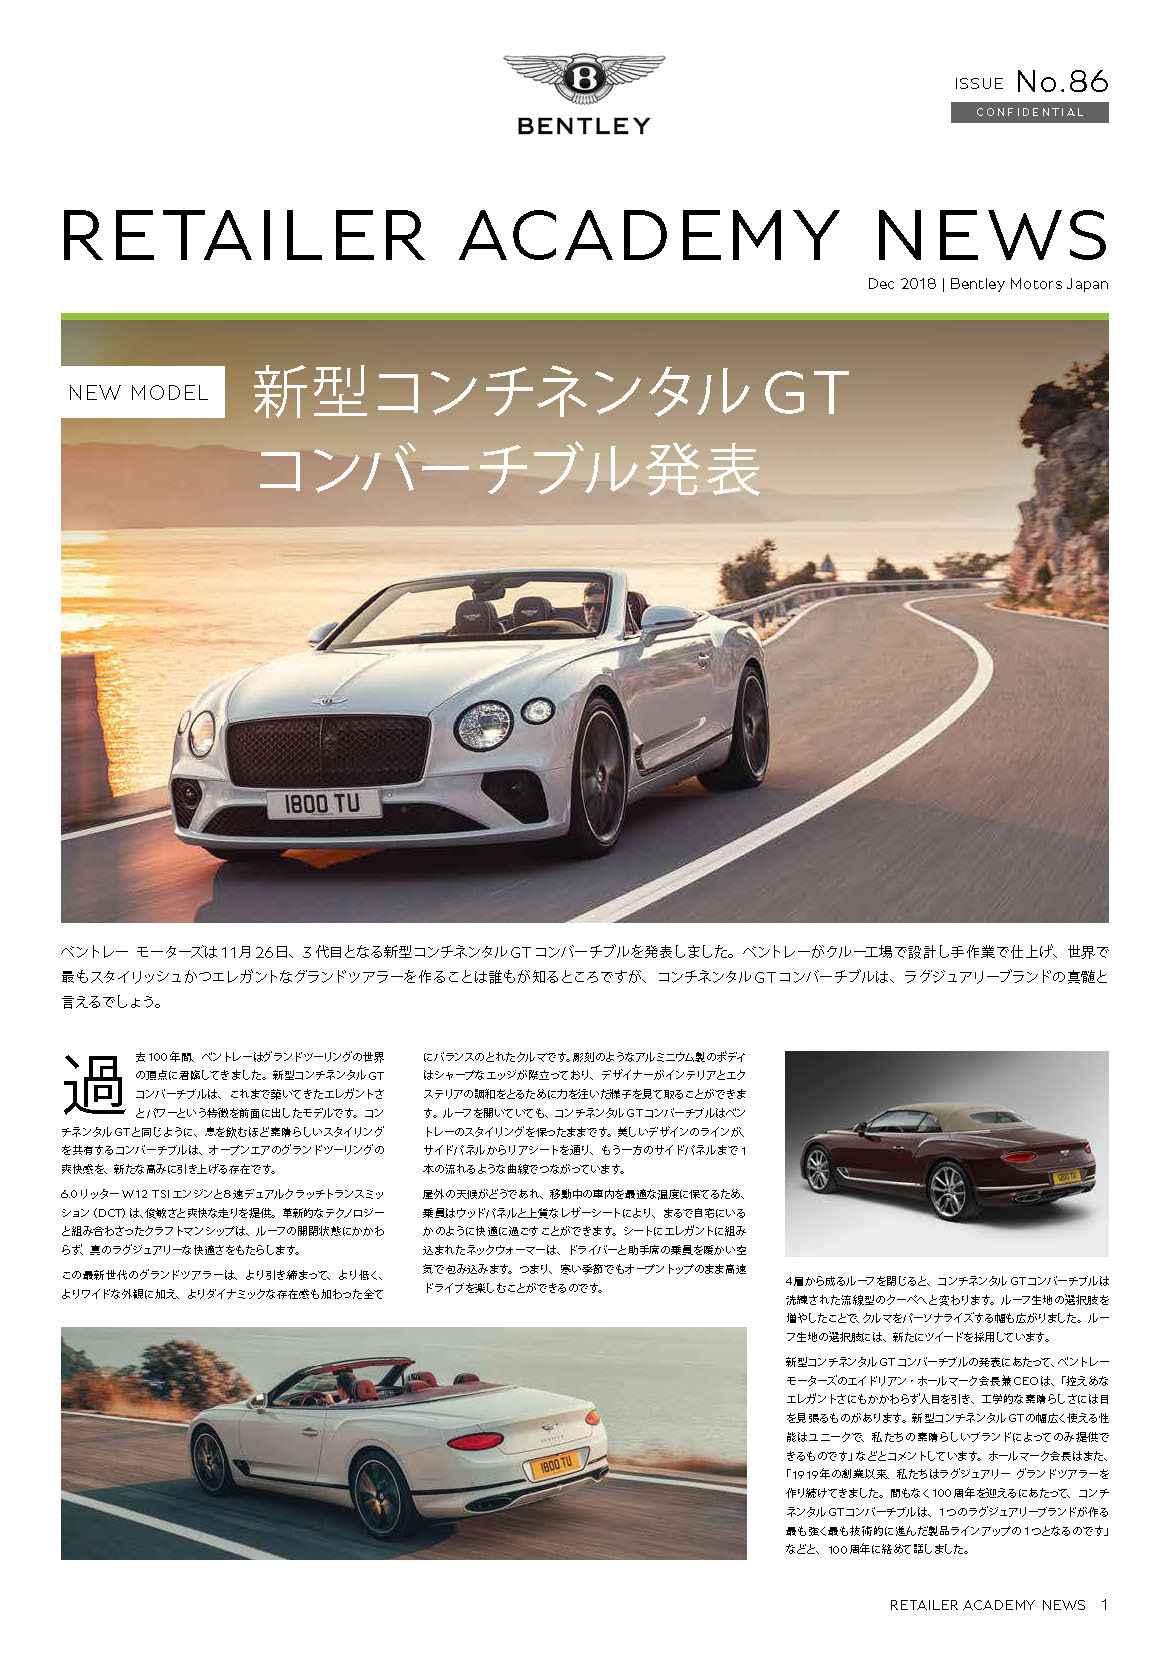 BENTLEY
ISSUE No.86
CONFIDENTIAL
RETAILER ACADEMY NEWS
Dec 2018 | Bentley Motors Japan
NEW MODEL
新型コンチネンタルGT
コンバーチブル発表
1800 TU
ベントレー モーターズは11月26日、3代目となる新型コンチネンタルGTコンバーチブルを発表しました。ベントレーがクルー工場で設計し手作業で仕上げ、世界で
最もスタイリッシュかつエレガントなグランドツアラーを作ることは誰もが知るところですが、コンチネンタルGTコンバーチブルは、ラグジュアリーブランドの真髄と
言えるでしょう。
過去100年間、ベントレーはグランドツーリングの世界
の頂点に君臨してきました。新型コンチネンタルGT
コンバーチブルは、これまで築いてきたエレガントさ
とパワーという特徴を前面に出したモデルです。コン
チネンタルGTと同じように、息を飲むほど素晴らしいスタイリング
を共有するコンバーチブルは、オープンエアのグランドツーリングの
爽快感を、新たな高みに引き上げる存在です。
6.0リッターW12 TSIエンジンと8速デュアルクラッチトランスミッ
ション（DCT）は、俊敏さと爽快な走りを提供。革新的なテクノロジー
と組み合わさったクラフトマンシップは、ルーフの開閉状態にかかわ
らず、真のラグジュアリーな快適さをもたらします。
この最新世代のグランドツアラーは、より引き締まって、より低く、
よりワイドな外観に加え、よりダイナミックな存在感も加わった全て
にバランスのとれたクルマです。彫刻のようなアルミニウム製のボディ
はシャープなエッジが際立っており、デザイナーがインテリアとエク
ステリアの調和をとるために力を注いだ様子を見て取ることができま
す。ルーフを開いていても、コンチネンタルGTコンバーチブルはベン
トレーのスタイリングを保ったままです。美しいデザインのラインが、
サイドパネルからリアシートを通り、もう一方のサイドパネルまで1
本の流れるような曲線でつながっています。
屋外の天候がどうであれ、移動中の車内を最適な温度に保てるため、
乗員はウッドパネルと上質なレザーシートにより、まるで自宅にいる
かのように快適に過ごすことができます。シートにエレガントに組み
込まれたネックウォーマーは、ドライバーと助手席の乗員を暖かい空
気で包み込みます。つまり、寒い季節でもオープントップのまま高速
ドライブを楽しむことができるのです。
1800 TU
1800 TU
4層から成るルーフを閉じると、コンチネンタルGTコンバーチブルは
洗練された流線型のクーペへと変わります。ルーフ生地の選択肢を
増やしたことで、クルマをパーソナライズする幅も広がりました。ルー
フ生地の選択肢には、新たにツイードを採用しています。
新型コンチネンタルGTコンバーチブルの発表にあたって、ベントレー
モーターズのエイドリアン・ホールマーク会長兼CEOは、「控えめな
エレガントさにもかかわらず人目を引き、工学的な素晴らしさには目
を見張るものがあります。新型コンチネンタルGTの幅広く使える性
能はユニークで、私たちの素晴らしいブランドによってのみ提供で
きるものです」などとコメントしています。ホールマーク会長はまた、
「1919年の創業以来、私たちはラグジュアリー グランドツアラーを
作り続けてきました。間もなく100周年を迎えるにあたって、コンチ
ネンタルGTコンバーチブルは、1つのラグジュアリーブランドが作る
最も強く最も技術的に進んだ製品ラインアップの1つとなるのです」
などと、100周年に絡めて話しました。
RETAILER ACADEMY NEWS 1